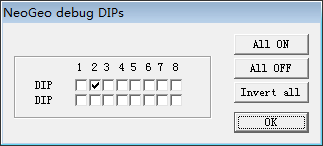 NeoGeo debug DIPs
1 2 3 4 5 6 7 8
DIP
DIP
All ON
All OFF
Invert all
OK